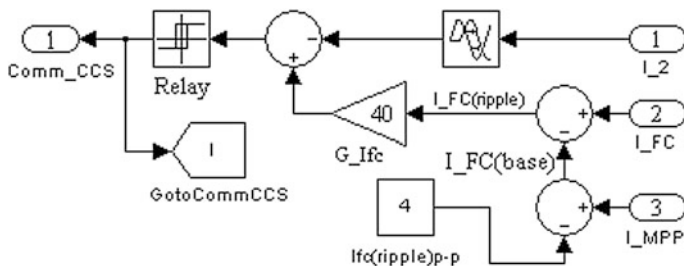 1
Comm_CCS
Relay
1
I_2
I_FC(ripple)
40
G_Ifc
2
I_FC
I
GotoCommCCS
I_FC(base)
4
Ifc(ripple)p-p
3
I_MPP